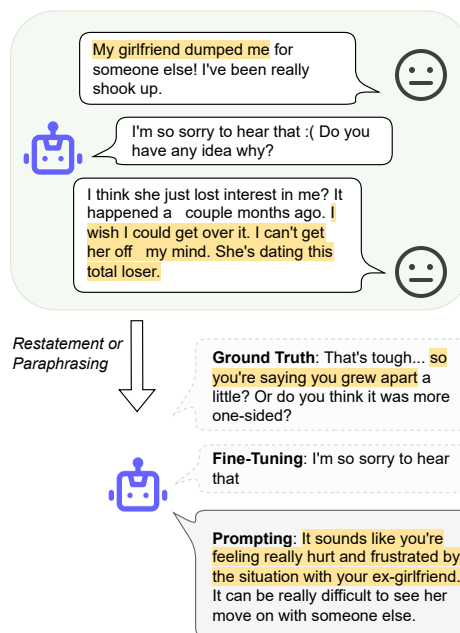 My girlfriend dumped me for
someone else! I've been really
shook up.
I'm so sorry to hear that :( Do you
have any idea why?
I think she just lost interest in me? It
happened a couple months ago. I
wish I could get over it. I can't get
her off my mind. She's dating this
total loser.
Restatement or
Paraphrasing
Ground Truth: That's tough... so
you're saying you grew apart a
little? Or do you think it was more
one-sided?
Fine-Tuning: I'm so sorry to hear
that
Prompting: It sounds like you're
feeling really hurt and frustrated by
the situation with your ex-girlfriend.
It can be really difficult to see her
move on with someone else.